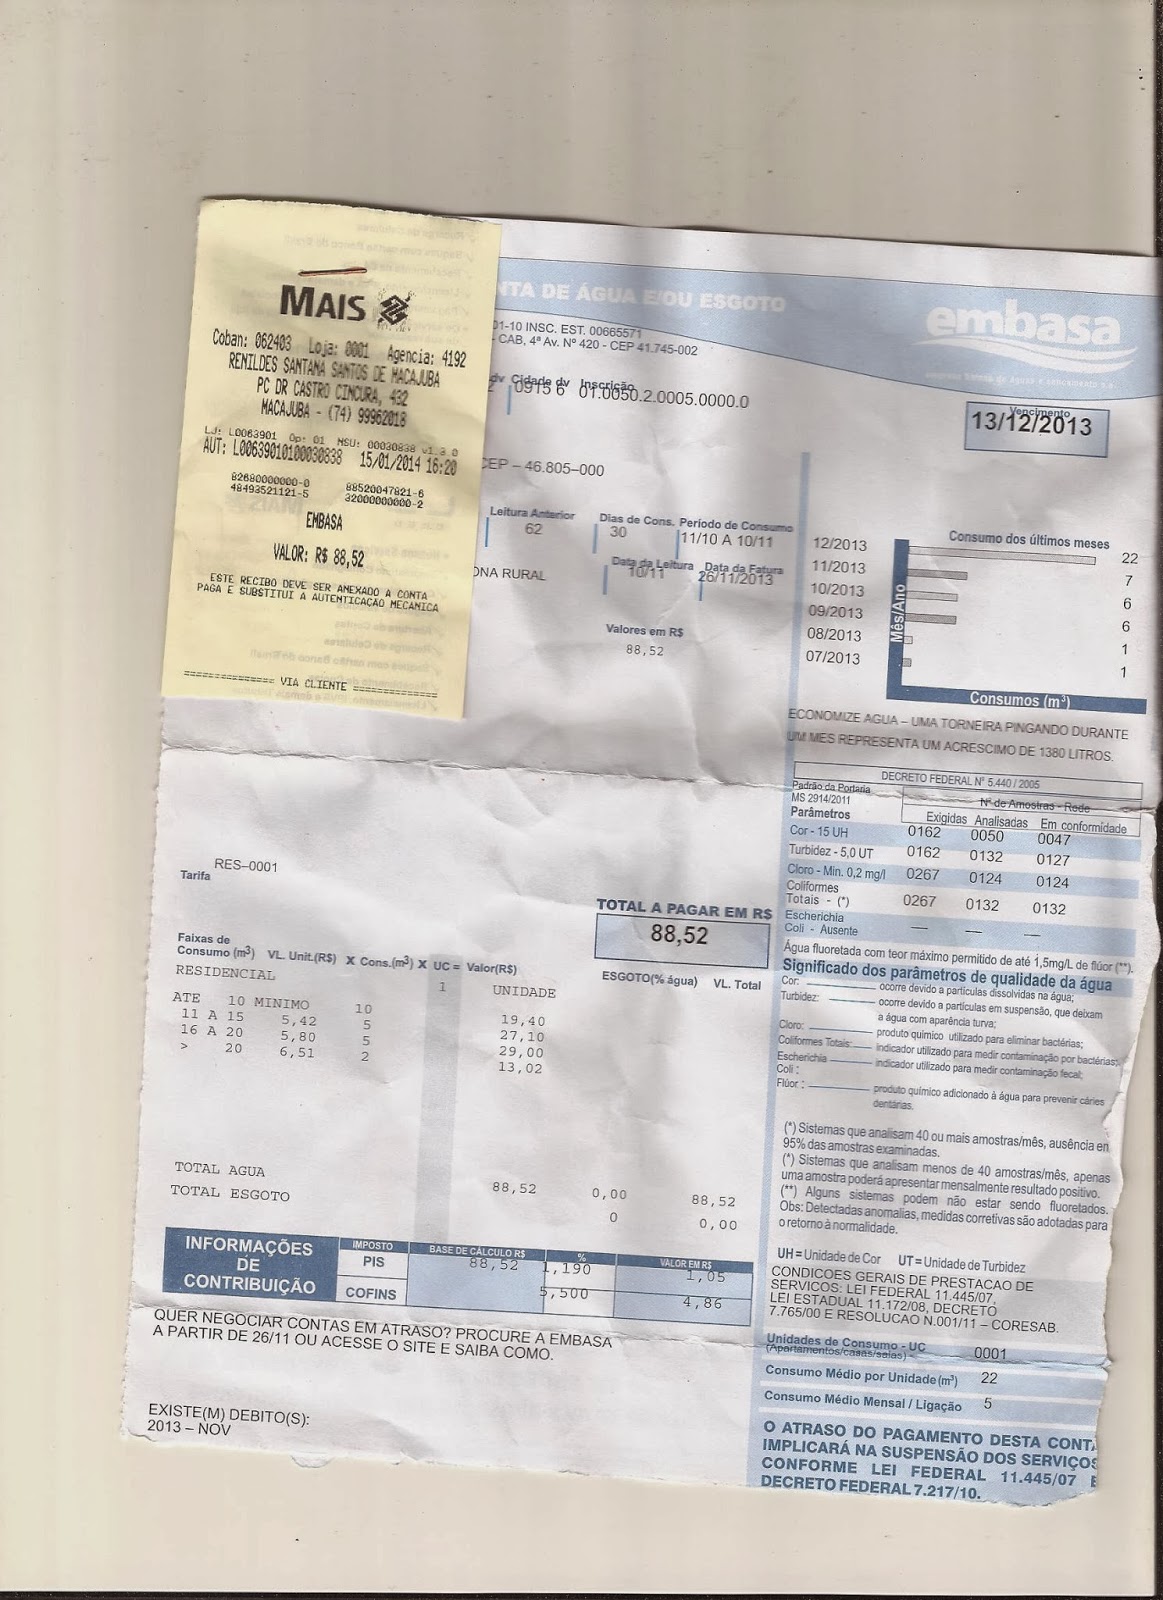 MAIS
Coban: 062403 Loja: 0001 Agencia: 4192
RENILDES SANTANA SANTOS DE MACAJUBA
PC DR CASTRO CINCURA, 432
MACAJUBA - (74) 99962018
LJ: L0063901 Op: 01 NSU: 00030838 v1.3.0
AUT: L00639010100030838 15/01/2014 16:20
82680000000-0 88520047821-6
48493521121-5 32000000000-2
EMBASA
VALOR: R$ 88,52
ESTE RECIBO DEVE SER ANEXADO A CONTA
PAGA E SUBSTITUI A AUTENTICAÇÃO MECANICA
=============== VIA CLIENTE ==============
NTA DE ÁGUA E/OU ESGOTO
embasa
01-10 INSC. EST. 00665571
- CAB, 4ª Av. Nº 420 - CEP 41.745-002
dv Cidade dv Inscrição
2 0915 6 01.0050.2.0005.0000.0
Vencimento
13/12/2013
CEP – 46.805–000
Leitura Anterior Dias de Cons. Período de Consumo
62 30 11/10 A 10/11
Data da Leitura Data da Fatura
ONA RURAL 10/11 26/11/2013
Valores em R$
88,52
Consumo dos últimos meses
Mês/Ano
12/2013 22
11/2013 7
10/2013 6
09/2013 6
08/2013 1
07/2013 1
Consumos (m³)
ECONOMIZE AGUA – UMA TORNEIRA PINGANDO DURANTE
UM MES REPRESENTA UM ACRESCIMO DE 1380 LITROS.
DECRETO FEDERAL N° 5.440 / 2005
Padrão da Portaria
MS 2914/2011 Nº de Amostras - Rede
Parâmetros Exigidas Analisadas Em conformidade
Cor - 15 UH 0162 0050 0047
Turbidez - 5,0 UT 0162 0132 0127
Cloro - Min. 0,2 mg/l 0267 0124 0124
Coliformes
Totais - (*) 0267 0132 0132
Escherichia
Coli - Ausente — — —
Água fluoretada com teor máximo permitido de até 1,5mg/L de flúor (**).
Significado dos parâmetros de qualidade da água
Cor: ocorre devido a partículas dissolvidas na água;
Turbidez: ocorre devido a partículas em suspensão, que deixam
a água com aparência turva;
Cloro: produto quimico utilizado para eliminar bactérias;
Coliformes Totais: indicador utilizado para medir contaminação por bactérias;
Escherichia
Coli : indicador utilizado para medir contaminação fecal;
Flúor : produto químico adicionado à água para prevenir cáries
dentárias.
(*) Sistemas que analisam 40 ou mais amostras/mês, ausência em
95% das amostras examinadas.
(*) Sistemas que analisam menos de 40 amostras/mês, apenas
uma amostra poderá apresentar mensalmente resultado positivo.
(**) Alguns sistemas podem não estar sendo fluoretados.
Obs: Detectadas anomalias, medidas corretivas são adotadas para
o retorno à normalidade.
UH = Unidade de Cor UT = Unidade de Turbidez
CONDICOES GERAIS DE PRESTACAO DE
SERVIÇOS: LEI FEDERAL 11.445/07,
LEI ESTADUAL 11.172/08, DECRETO
7.765/00 E RESOLUCAO N.001/11 – CORESAB.
Unidades de Consumo - UC
(Apartamentos/casas/salas) 0001
Consumo Médio por Unidade (m³) 22
Consumo Médio Mensal / Ligação 5
O ATRASO DO PAGAMENTO DESTA CONTA
IMPLICARÁ NA SUSPENSÃO DOS SERVIÇOS
CONFORME LEI FEDERAL 11.445/07 E
DECRETO FEDERAL 7.217/10.
RES–0001
Tarifa
TOTAL A PAGAR EM R$
88,52
Faixas de
Consumo (m³) VL. Unit.(R$) X Cons.(m³) X UC = Valor(R$) ESGOTO(% água) VL. Total
RESIDENCIAL 1 UNIDADE
ATE 10 MINIMO 10 19,40
11 A 15 5,42 5 27,10
16 A 20 5,80 5 29,00
> 20 6,51 2 13,02
TOTAL AGUA 88,52 0,00 88,52
TOTAL ESGOTO 0 0,00
INFORMAÇÕES
DE
CONTRIBUIÇÃO
IMPOSTO BASE DE CÁLCULO R$ % VALOR EM R$
PIS 88,52 1,190 1,05
COFINS 5,500 4,86
QUER NEGOCIAR CONTAS EM ATRASO? PROCURE A EMBASA
A PARTIR DE 26/11 OU ACESSE O SITE E SAIBA COMO.
EXISTE(M) DEBITO(S):
2013 – NOV